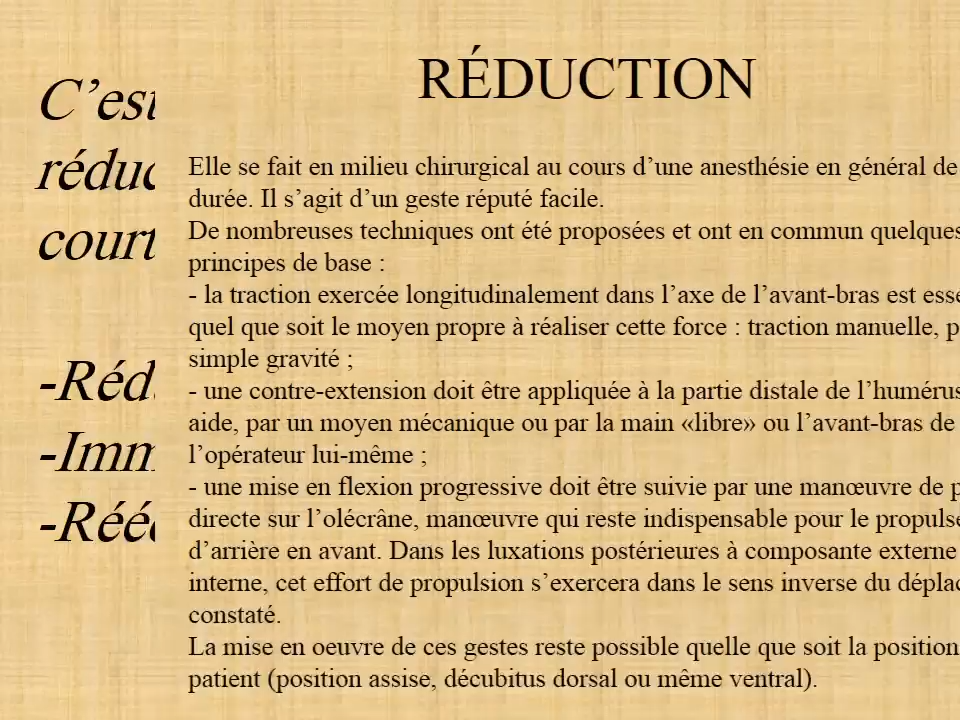 C'est
court
-Imm
RÉDUCTION
Elle se fait en milieu chirurgical au cours d'une anesthésie en général de
durée. Il s'agit d'un geste réputé facile.
De nombreuses techniques ont été proposées et ont en commun quelques
principes de base :
- la traction exercée longitudinalement dans l'axe de l'avant-bras est
quel que soit le moyen propre à réaliser cette force : traction manuelle,
simple gravité ;
- une contre-extension doit être appliquée à la partie distale de l'humérus
aide, par un moyen mécanique ou par la main «libre» ou l'avant-bras de
l'opérateur lui-même ;
- une mise en flexion progressive doit être suivie par une manœuvre de
directe sur l'olécrâne, manœuvre qui reste indispensable pour le
d'arrière en avant. Dans les luxations postérieures à composante externe
interne, cet effort de propulsion s'exercera dans le sens inverse du
constaté.
La mise en oeuvre de ces gestes reste possible quelle que soit la position
patient (position assise, décubitus dorsal ou même ventral).